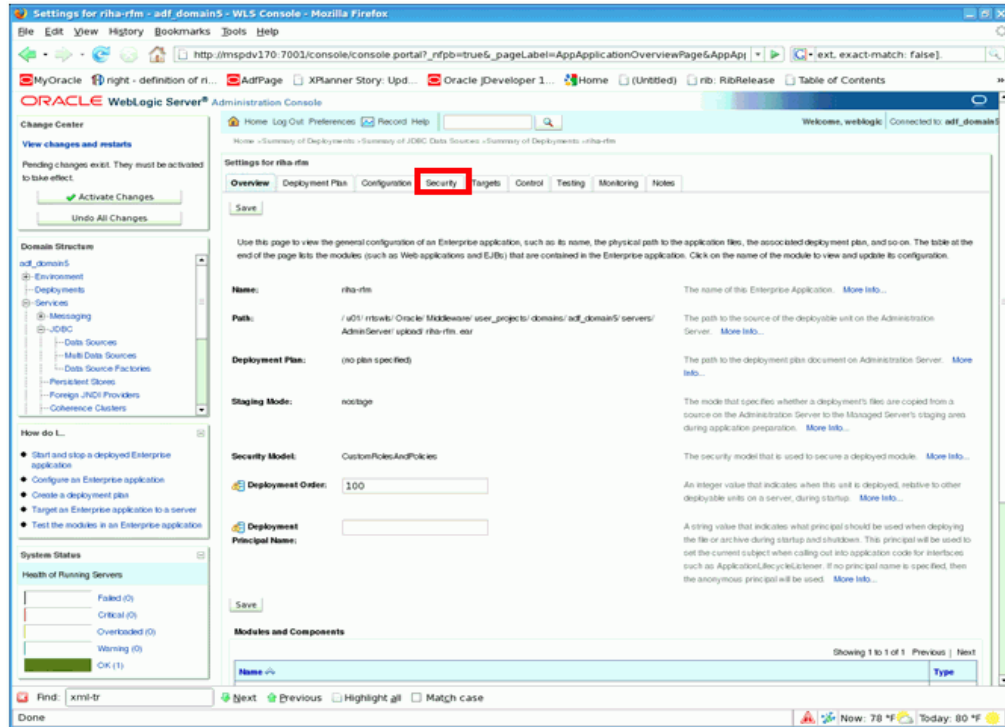 Settings for riha-rfm - adf_domain5 - WLS Console - Mozilla Firefox
File Edit View History Bookmarks Tools Help
http://mspdv170:7001/console/console.portal?_nfpb=true&_pageLabel=AppApplicationOverviewPage&AppApp
ext, exact-match: false].
MyOracle right - definition of ri... AdfPage XPlanner Story: Upd... Oracle JDeveloper 1... Home (Untitled) rib: RibRelease Table of Contents
ORACLE WebLogic Server® Administration Console
Change Center
View changes and restarts
Pending changes exist. They must be activated
to take effect.
Activate Changes
Undo All Changes
Domain Structure
adf_domain5
Environment
Deployments
Services
Messaging
JDBC
Data Sources
Multi Data Sources
Data Source Factories
Persistent Stores
Foreign JNDI Providers
Coherence Clusters
How do I...
Start and stop a deployed Enterprise
application
Configure an Enterprise application
Create a deployment plan
Target an Enterprise application to a server
Test the modules in an Enterprise application
System Status
Health of Running Servers
Failed (0)
Critical (0)
Overloaded (0)
Warning (0)
OK (1)
Home Log Out Preferences Record Help
Welcome, weblogic Connected to: adf_domain5
Home >Summary of Deployments >Summary of JDBC Data Sources >Summary of Deployments >riha-rfm
Settings for riha-rfm
Overview Deployment Plan Configuration Security Targets Control Testing Monitoring Notes
Save
Use this page to view the general configuration of an Enterprise application, such as its name, the physical path to the application files, the associated deployment plan, and so on. The table at the
end of the page lists the modules (such as Web applications and EJBs) that are contained in the Enterprise application. Click on the name of the module to view and update its configuration.
Name: riha-rfm The name of this Enterprise Application. More Info...
Path: / u01/ rrtswls/ Oracle/ Middleware/ user_projects/ domains/ adf_domain5/ servers/ The path to the source of the deployable unit on the Administration
AdminServer/ upload/ riha-rfm. ear Server. More Info...
Deployment Plan: (no plan specified) The path to the deployment plan document on Administration Server. More
Info...
Staging Mode: nostage The mode that specifies whether a deployment's files are copied from a
source on the Administration Server to the Managed Server's staging area
during application preparation. More Info...
Security Model: CustomRolesAndPolicies The security model that is used to secure a deployed module. More Info...
Deployment Order: 100 An integer value that indicates when this unit is deployed, relative to other
deployable units on a server, during startup. More Info...
Deployment A string value that indicates what principal should be used when deploying
Principal Name: the file or archive during startup and shutdown. This principal will be used to
set the current subject when calling out into application code for interfaces
such as ApplicationLifecycleListener. If no principal name is specified, then
the anonymous principal will be used. More Info...
Save
Modules and Components
Showing 1 to 1 of 1 Previous | Next
Name Type
Find: xml-tr Next Previous Highlight all Match case
Done Now: 78 °F Today: 80 °F